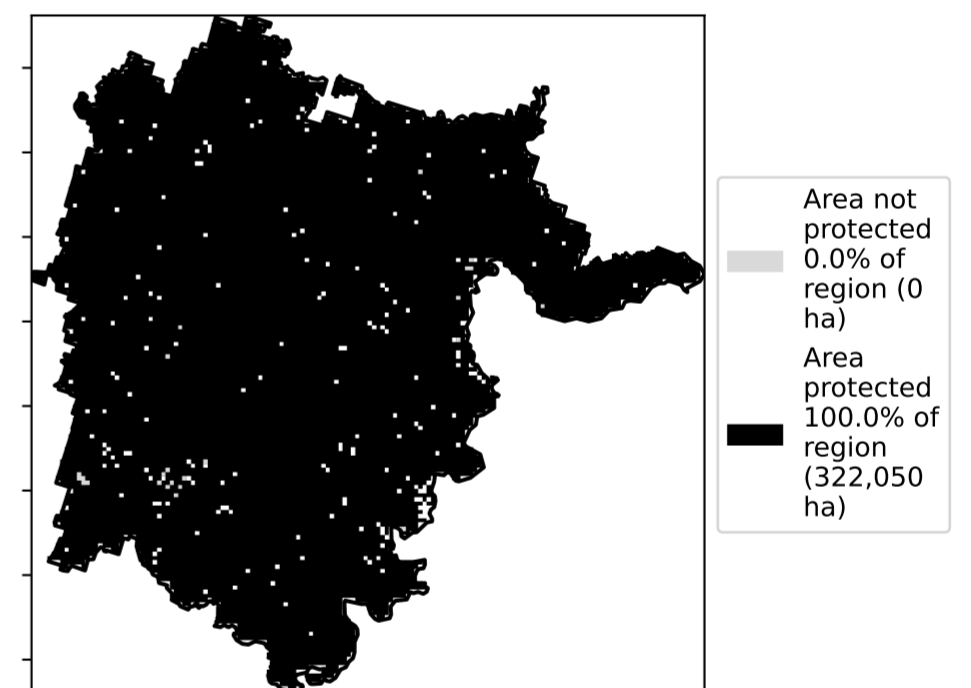 Area not
protected
0.0% of
region (0
ha)
Area
protected
100.0% of
region
(322,050
ha)